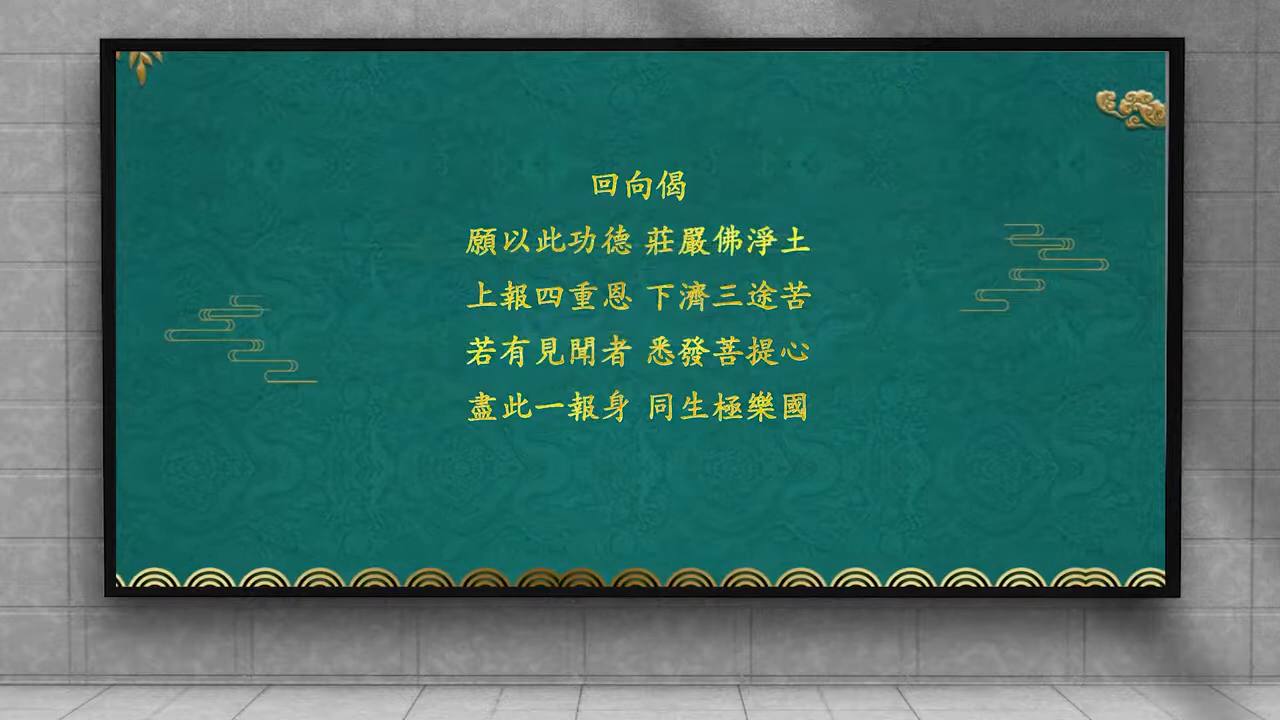 回向偈
願以此功德 莊嚴佛淨土
上報四重恩 下濟三途苦
若有見聞者 悉發菩提心
盡此一報身 同生極樂國